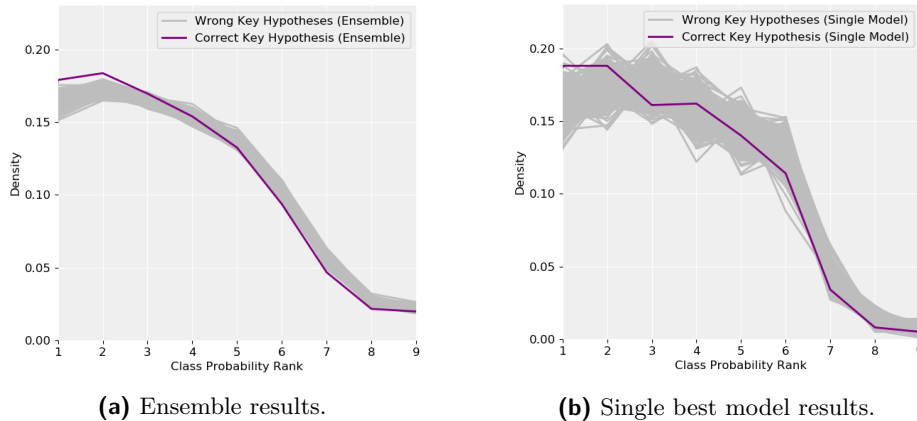 Wrong Key Hypotheses (Ensemble)
Correct Key Hypothesis (Ensemble)
0.20
0.15
0.10
0.05
0.00
Density
1 2 3 4 5 6 7 8 9
Class Probability Rank
(a) Ensemble results.
Wrong Key Hypotheses (Single Model)
Correct Key Hypothesis (Single Model)
0.20
0.15
0.10
0.05
0.00
Density
1 2 3 4 5 6 7 8
Class Probability Rank
(b) Single best model results.